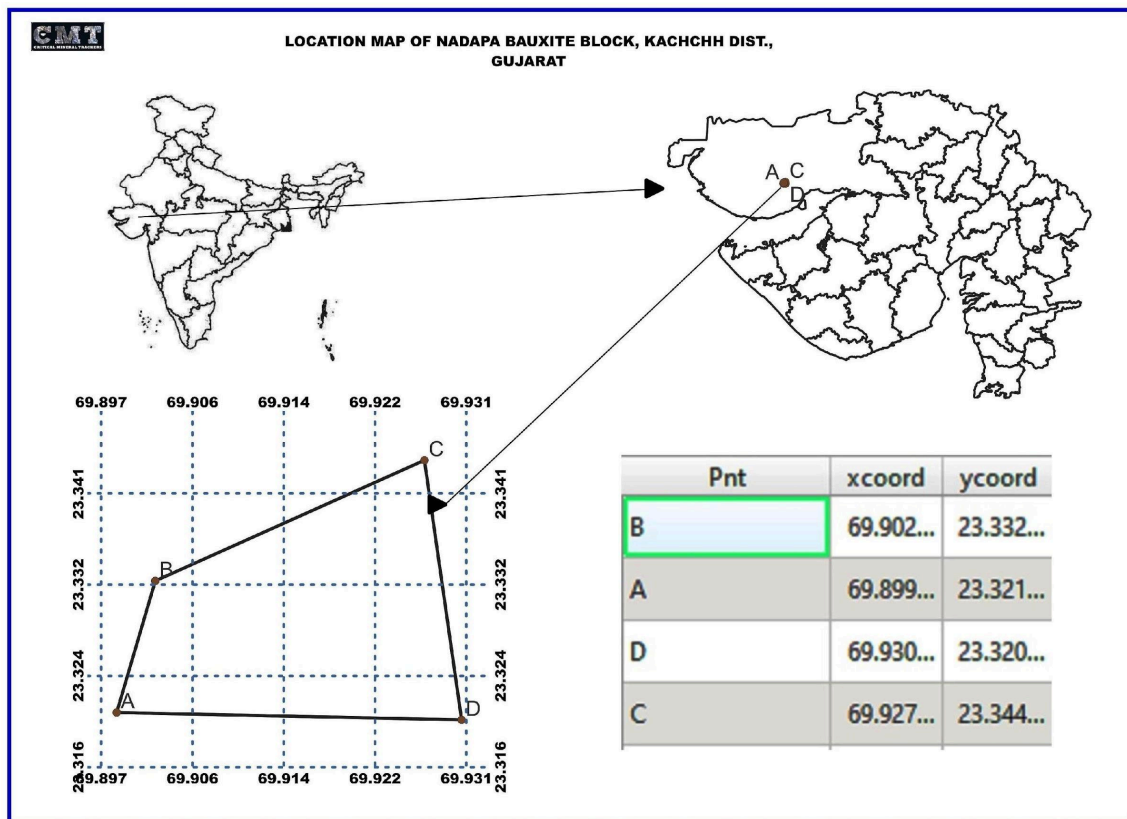 CMT
CRITICAL MINERAL TRACKERS
LOCATION MAP OF NADAPA BAUXITE BLOCK, KACHCHH DIST.,
GUJARAT
A C
D
69.897 69.906 69.914 69.922 69.931
C
23.341 23.341
B
23.332 23.332
23.324 23.324
A
D
23.316 23.316
69.897 69.906 69.914 69.922 69.931
Pnt xcoord ycoord
B 69.902... 23.332...
A 69.899... 23.321...
D 69.930... 23.320...
C 69.927... 23.344...